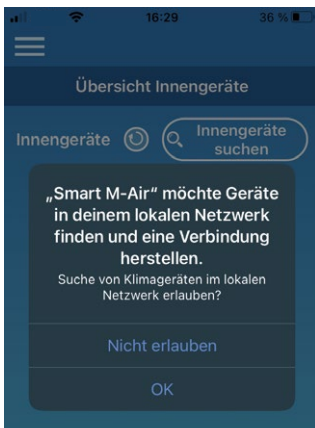 16:29
36 %
Übersicht Innengeräte
Innengeräte
Innengeräte
suchen
„Smart M-Air“ möchte Geräte
in deinem lokalen Netzwerk
finden und eine Verbindung
herstellen.
Suche von Klimageräten im lokalen
Netzwerk erlauben?
Nicht erlauben
OK